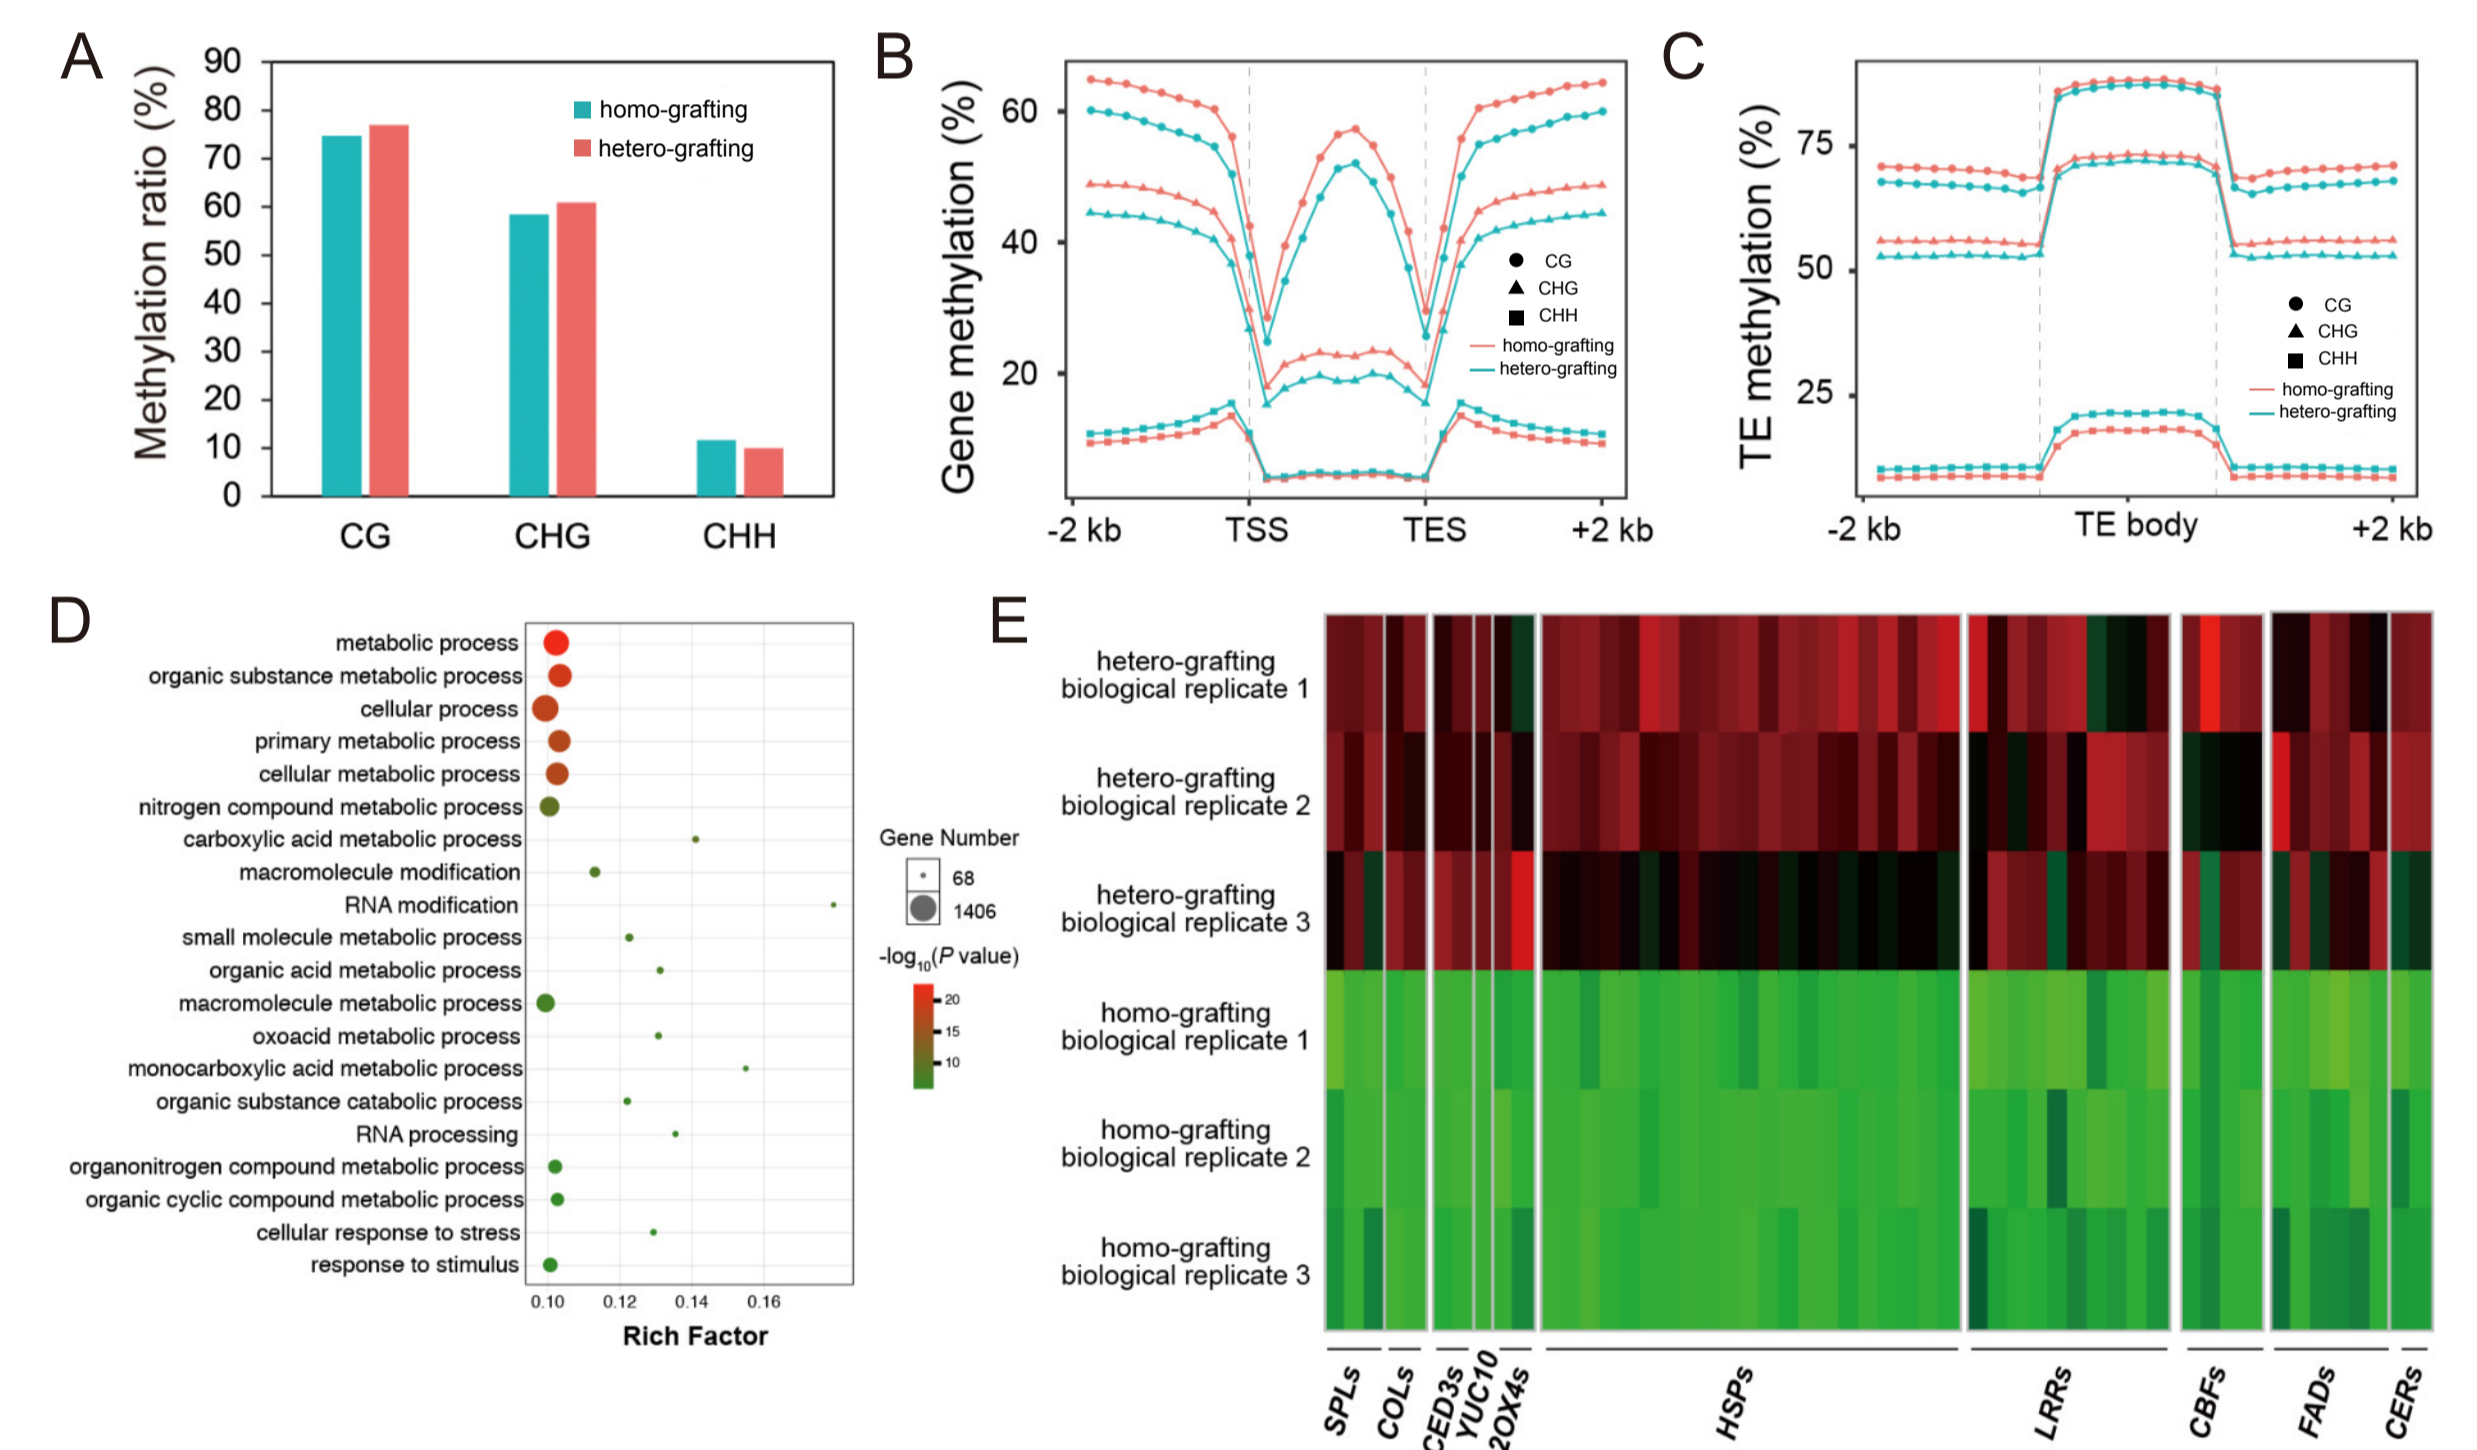 A
Methylation ratio (%)
90
80
70
60
50
40
30
20
10
0
homo-grafting
hetero-grafting
CG
CHG
CHH
B
Gene methylation (%)
60
40
20
CG
CHG
CHH
homo-grafting
hetero-grafting
-2 kb
TSS
TES
+2 kb
C
TE methylation (%)
75
50
25
CG
CHG
CHH
homo-grafting
hetero-grafting
-2 kb
TE body
+2 kb
D
metabolic process
organic substance metabolic process
cellular process
primary metabolic process
cellular metabolic process
nitrogen compound metabolic process
carboxylic acid metabolic process
macromolecule modification
RNA modification
small molecule metabolic process
organic acid metabolic process
macromolecule metabolic process
oxoacid metabolic process
monocarboxylic acid metabolic process
organic substance catabolic process
RNA processing
organonitrogen compound metabolic process
organic cyclic compound metabolic process
cellular response to stress
response to stimulus
0.10
0.12
0.14
0.16
Rich Factor
Gene Number
68
1406
-log10(P value)
20
15
10
E
hetero-grafting
biological replicate 1
hetero-grafting
biological replicate 2
hetero-grafting
biological replicate 3
homo-grafting
biological replicate 1
homo-grafting
biological replicate 2
homo-grafting
biological replicate 3
SPLs
COLs
CED3s
YUC10
2OX4s
HSPs
LRRs
CBFs
FADs
CERs